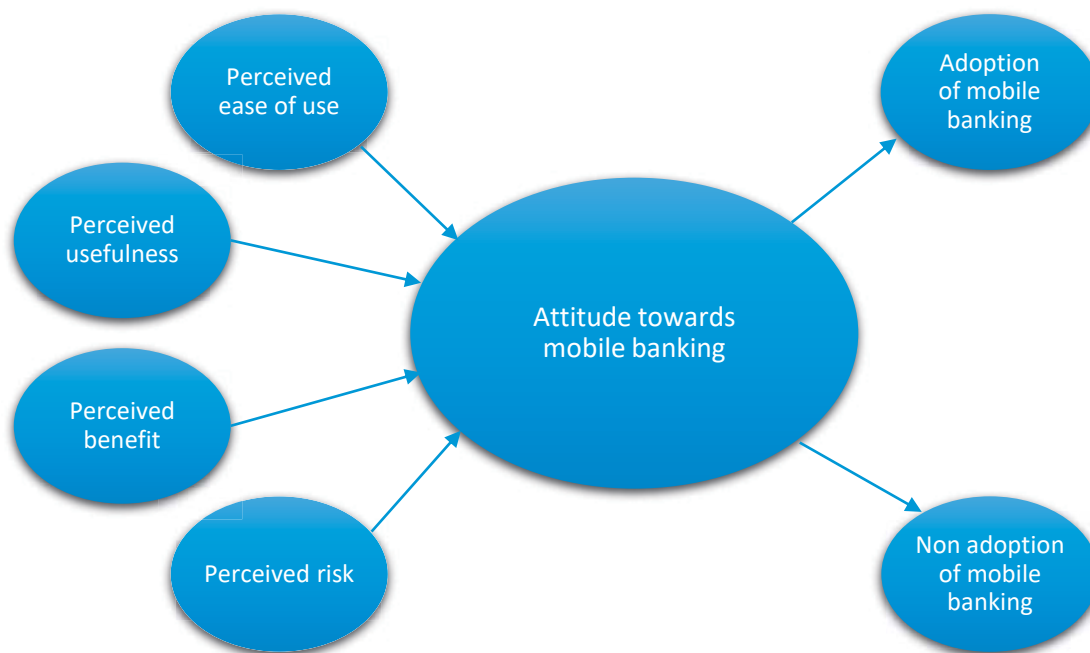 Perceived
ease of use
Adoption
of mobile
banking
Perceived
usefulness
Attitude towards
mobile banking
Perceived
benefit
Perceived risk
Non adoption
of mobile
banking